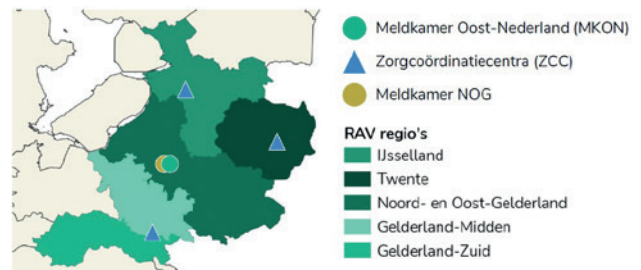 Meldkamer Oost-Nederland (MKON)
Zorgcoördinatiecentra (ZCC)
Meldkamer NOG
RAV regio's
IJsselland
Twente
Noord- en Oost-Gelderland
Gelderland-Midden
Gelderland-Zuid